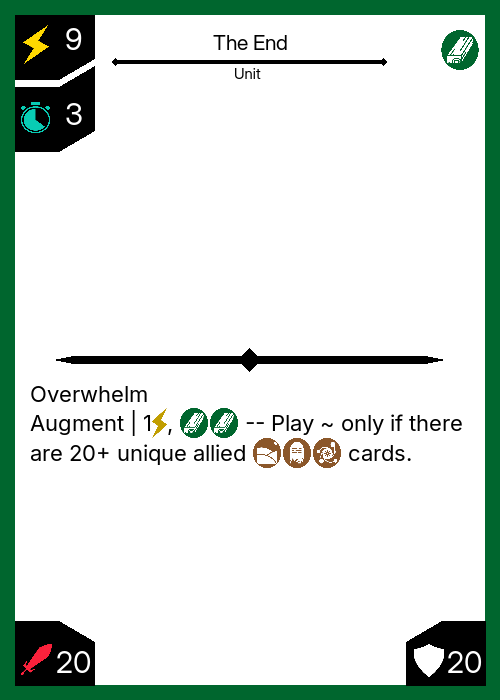 9
The End
Unit
3
Overwhelm
Augment | 1, -- Play ~ only if there
are 20+ unique allied cards.
20
20